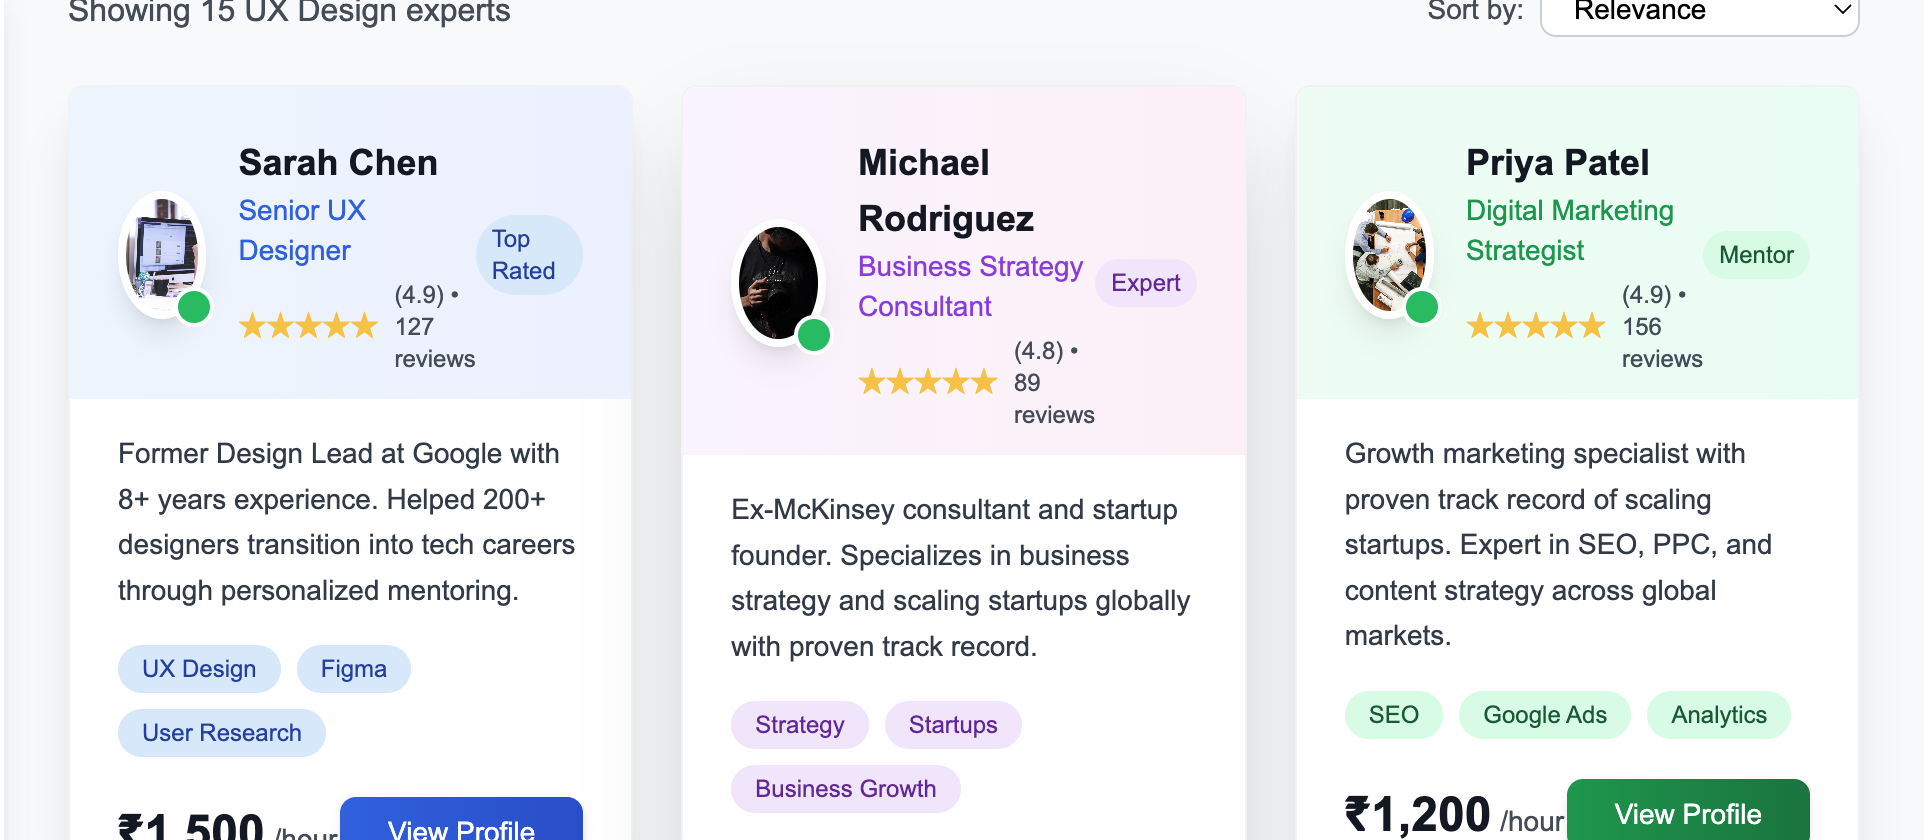 Showing 15 UX Design experts
Sort by:
Relevance
Sarah Chen
Senior UX
Designer
(4.9) •
127
reviews
Top
Rated
Former Design Lead at Google with
8+ years experience. Helped 200+
designers transition into tech careers
through personalized mentoring.
UX Design
Figma
User Research
₹1,500 /hour
View Profile
Michael
Rodriguez
Business Strategy
Consultant
(4.8) •
89
reviews
Expert
Ex-McKinsey consultant and startup
founder. Specializes in business
strategy and scaling startups globally
with proven track record.
Strategy
Startups
Business Growth
Priya Patel
Digital Marketing
Strategist
(4.9) •
156
reviews
Mentor
Growth marketing specialist with
proven track record of scaling
startups. Expert in SEO, PPC, and
content strategy across global
markets.
SEO
Google Ads
Analytics
₹1,200 /hour
View Profile